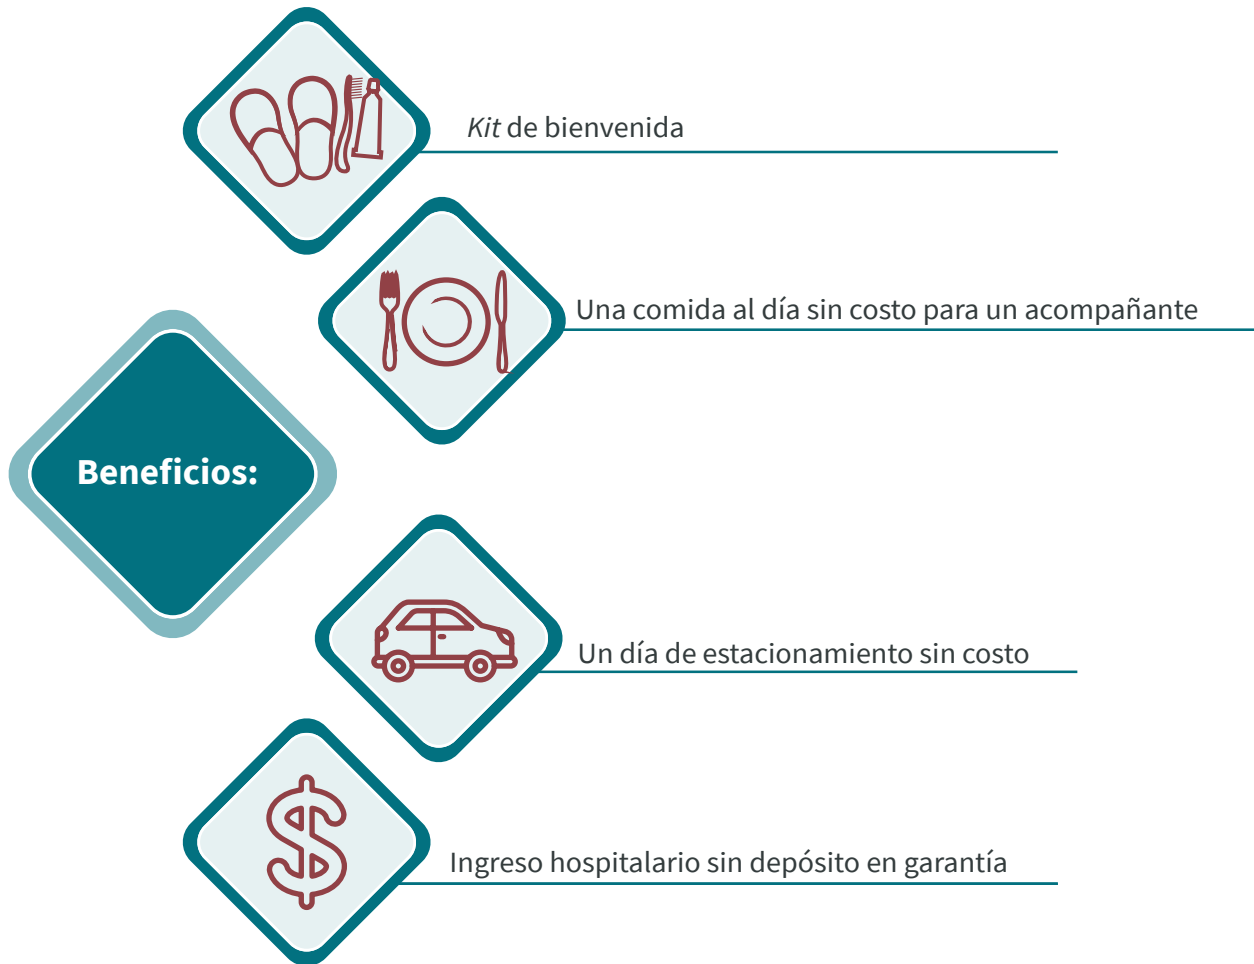 Kit de bienvenida
Una comida al día sin costo para un acompañante
Beneficios:
Un día de estacionamiento sin costo
Ingreso hospitalario sin depósito en garantía